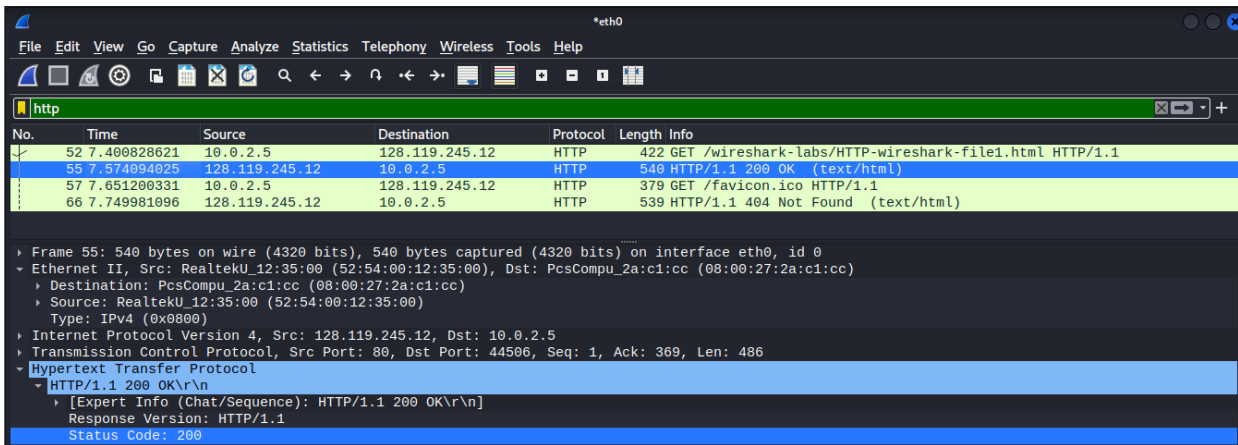 *eth0
File Edit View Go Capture Analyze Statistics Telephony Wireless Tools Help
http
No. Time Source Destination Protocol Length Info
52 7.400828621 10.0.2.5 128.119.245.12 HTTP 422 GET /wireshark-labs/HTTP-wireshark-file1.html HTTP/1.1
55 7.574094025 128.119.245.12 10.0.2.5 HTTP 540 HTTP/1.1 200 OK (text/html)
57 7.651200331 10.0.2.5 128.119.245.12 HTTP 379 GET /favicon.ico HTTP/1.1
66 7.749981096 128.119.245.12 10.0.2.5 HTTP 539 HTTP/1.1 404 Not Found (text/html)
Frame 55: 540 bytes on wire (4320 bits), 540 bytes captured (4320 bits) on interface eth0, id 0
Ethernet II, Src: RealtekU_12:35:00 (52:54:00:12:35:00), Dst: PcsCompu_2a:c1:cc (08:00:27:2a:c1:cc)
Destination: PcsCompu_2a:c1:cc (08:00:27:2a:c1:cc)
Source: RealtekU_12:35:00 (52:54:00:12:35:00)
Type: IPv4 (0x0800)
Internet Protocol Version 4, Src: 128.119.245.12, Dst: 10.0.2.5
Transmission Control Protocol, Src Port: 80, Dst Port: 44506, Seq: 1, Ack: 369, Len: 486
Hypertext Transfer Protocol
HTTP/1.1 200 OK\r\n
[Expert Info (Chat/Sequence): HTTP/1.1 200 OK\r\n]
Response Version: HTTP/1.1
Status Code: 200